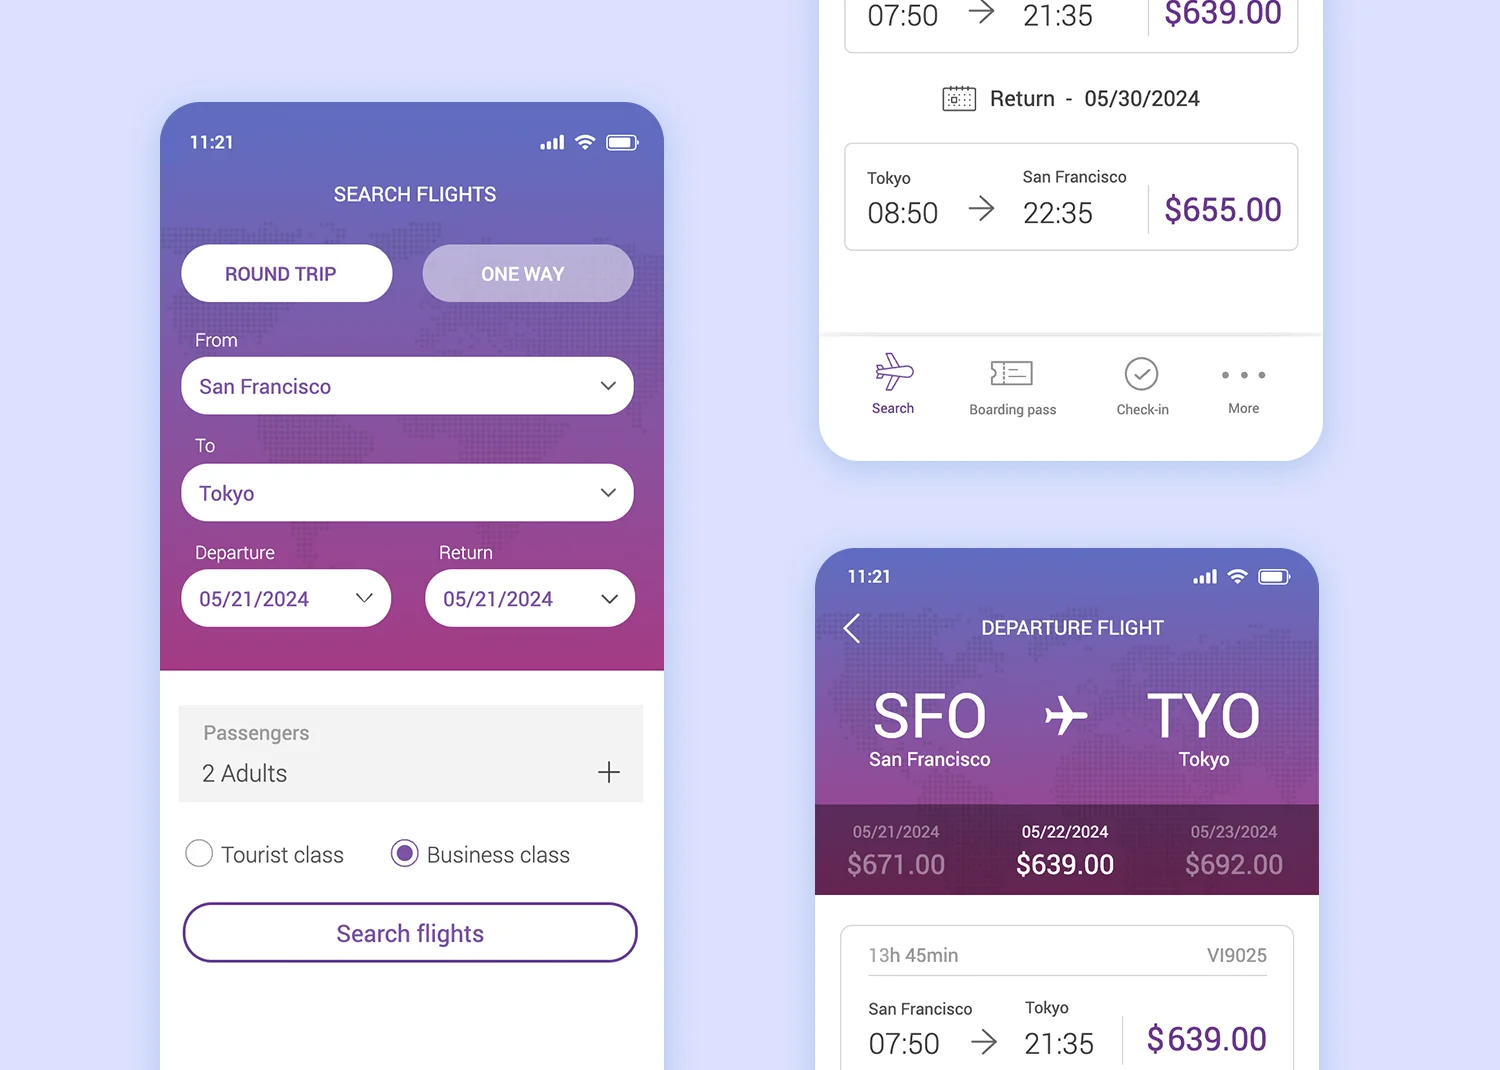 11:21
SEARCH FLIGHTS
ROUND TRIP ONE WAY
From
San Francisco
To
Tokyo
Departure Return
05/21/2024 05/21/2024
Passengers
2 Adults
Tourist class Business class
Search flights
07:50 21:35 $639.00
Return - 05/30/2024
Tokyo San Francisco
08:50 22:35 $655.00
Search Boarding pass Check-in More
11:21
DEPARTURE FLIGHT
SFO TYO
San Francisco Tokyo
05/21/2024 05/22/2024 05/23/2024
$671.00 $639.00 $692.00
13h 45min VI9025
San Francisco Tokyo
07:50 21:35 $639.00